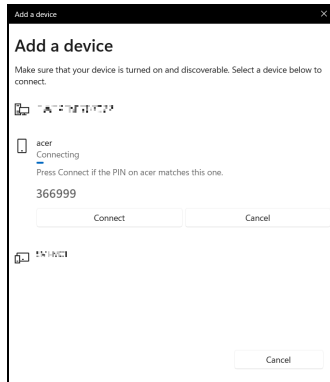 Add a device
Add a device
Make sure that your device is turned on and discoverable. Select a device below to
connect.
acer
Connecting
Press Connect if the PIN on acer matches this one.
366999
Connect Cancel
Cancel